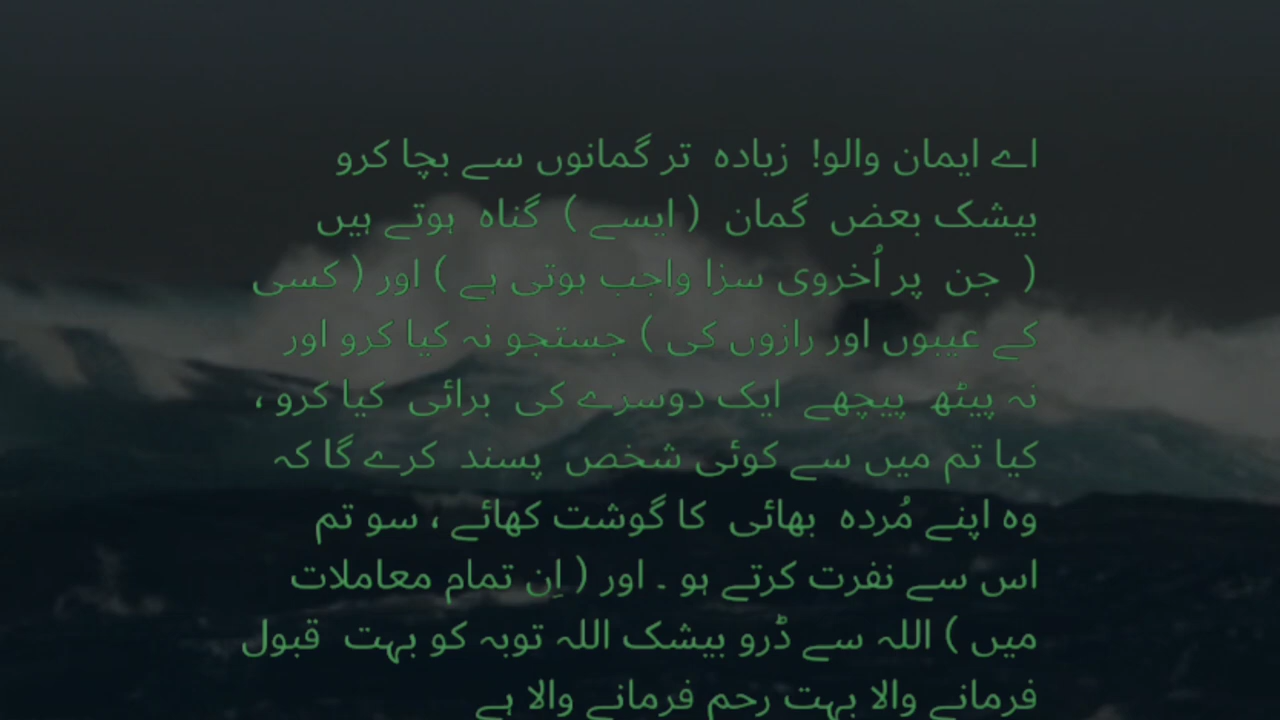 اے ایمان والو! زیادہ تر گمانوں سے بچا کرو
بیشک بعض گمان ( ایسے ) گناہ ہوتے ہیں
( جن پر اُخروی سزا واجب ہوتی ہے ) اور ( کسی
کے عیبوں اور رازوں کی ) جستجو نہ کیا کرو اور
نہ پیٹھ پیچھے ایک دوسرے کی برائی کیا کرو ،
کیا تم میں سے کوئی شخص پسند کرے گا کہ
وہ اپنے مُردہ بھائی کا گوشت کھائے ، سو تم
اس سے نفرت کرتے ہو ۔ اور ( اِن تمام معاملات
میں ) اللہ سے ڈرو بیشک اللہ توبہ کو بہت قبول
فرمانے والا بہت رحم فرمانے والا ہے